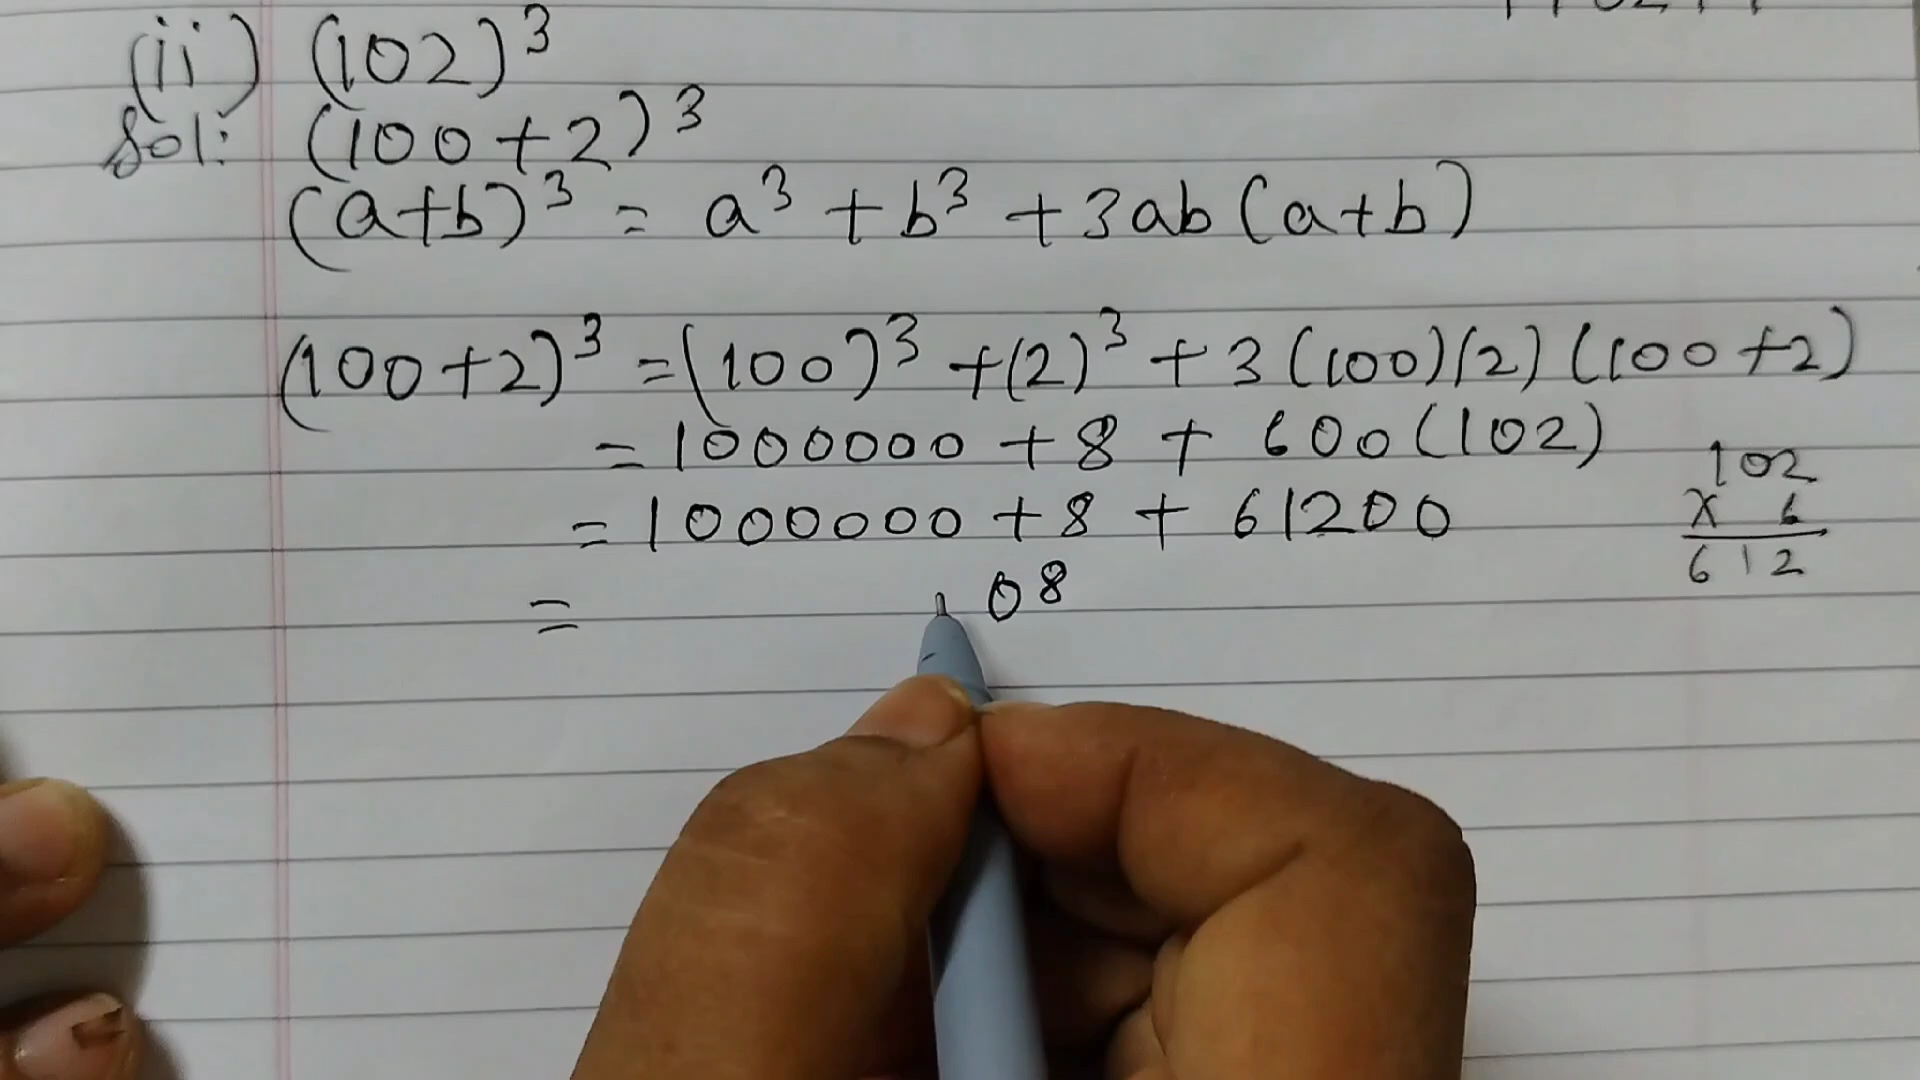 (ii) (102)³
Sol: (100+2)³
(a+b)³ = a³ + b³ + 3ab(a+b)
(100+2)³ = (100)³ + (2)³ + 3(100)(2)(100+2)
= 1000000 + 8 + 600(102)
= 1000000 + 8 + 61200
= 08
102
x 6
612